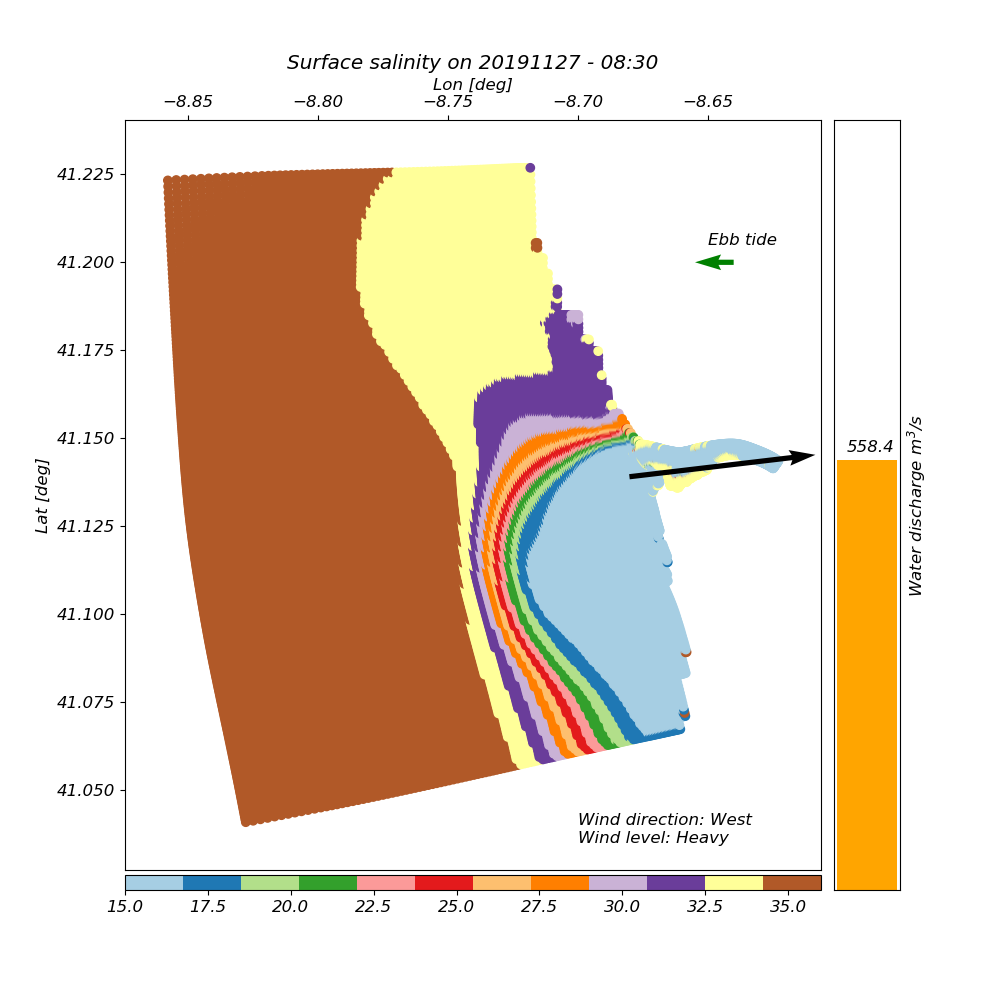 Surface salinity on 20191127 - 08:30
Lon [deg]
−8.85 −8.80 −8.75 −8.70 −8.65
41.225
Ebb tide
41.200
41.175
41.150
558.4
Lat [deg]
Water discharge m³/s
41.125
41.100
41.075
41.050
Wind direction: West
Wind level: Heavy
15.0 17.5 20.0 22.5 25.0 27.5 30.0 32.5 35.0